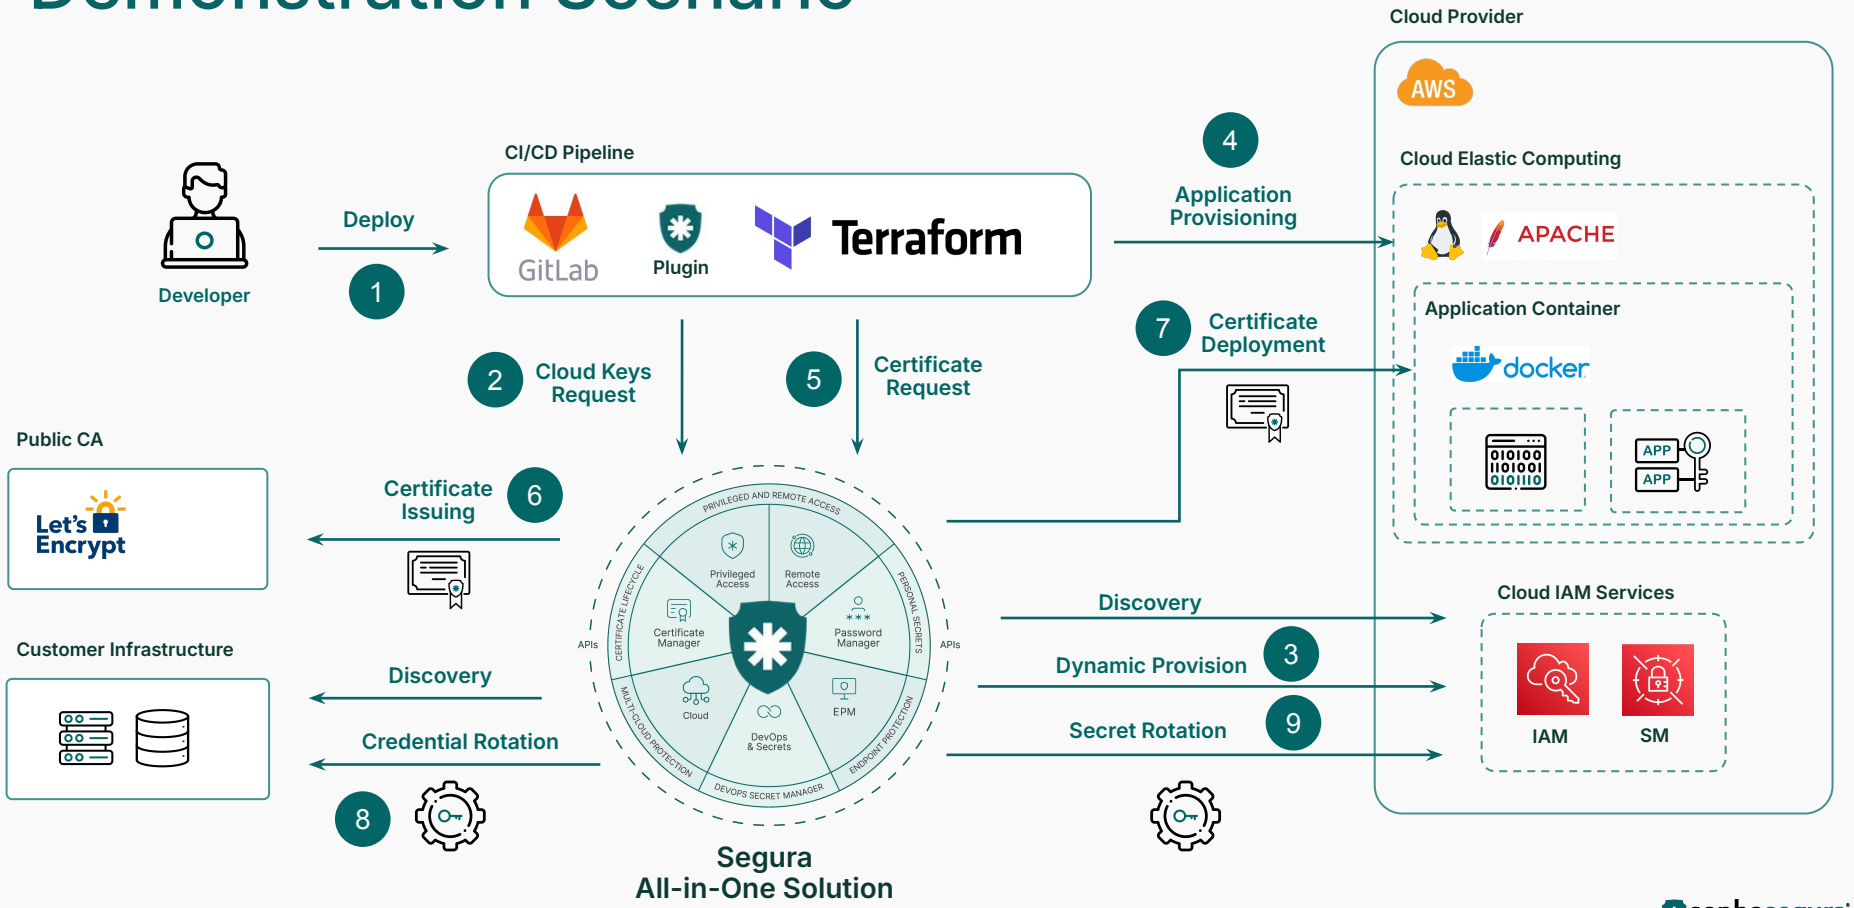 Demonstration Scenario
Cloud Provider
AWS
CI/CD Pipeline
GitLab
Plugin
Terraform
Developer
Deploy
1
4
Application
Provisioning
Cloud Elastic Computing
APACHE
Application Container
docker
010100
101001
010110
APP
APP
7
Certificate
Deployment
2
Cloud Keys
Request
5
Certificate
Request
Public CA
Let's
Encrypt
Certificate
Issuing
6
Customer Infrastructure
Discovery
Credential Rotation
8
PRIVILEGED AND REMOTE ACCESS
PERSONAL SECRETS
ENDPOINT PROTECTION
DEVOPS SECRET MANAGER
MULTI-CLOUD PROTECTION
CERTIFICATE LIFECYCLE
APIs
APIs
Privileged
Access
Remote
Access
Certificate
Manager
Password
Manager
Cloud
EPM
DevOps
& Secrets
Segura
All-in-One Solution
Discovery
Dynamic Provision
3
Secret Rotation
9
Cloud IAM Services
IAM
SM